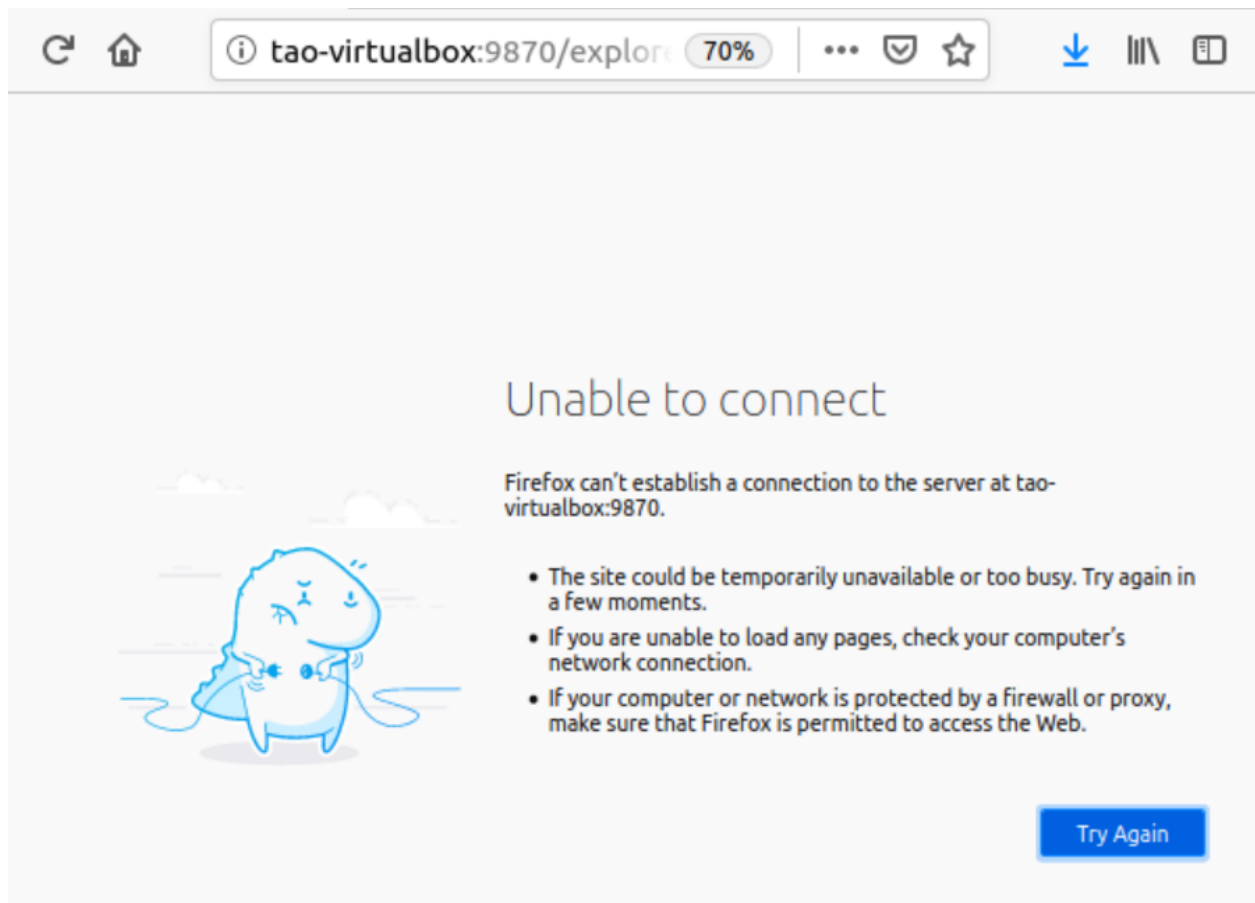 tao-virtualbox:9870/explore 70%
Unable to connect
Firefox can't establish a connection to the server at tao-
virtualbox:9870.
• The site could be temporarily unavailable or too busy. Try again in
a few moments.
• If you are unable to load any pages, check your computer's
network connection.
• If your computer or network is protected by a firewall or proxy,
make sure that Firefox is permitted to access the Web.
Try Again